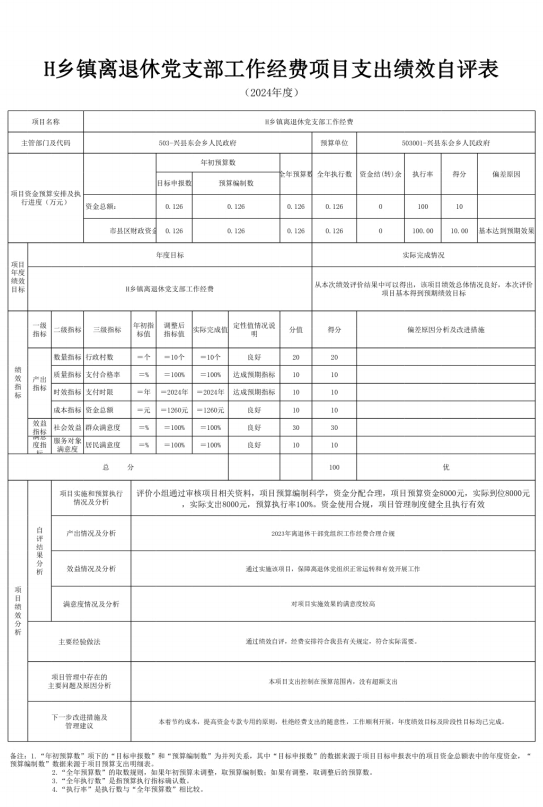 H乡镇离退休党支部工作经费项目支出绩效自评表
（2024年度）
项目名称 H乡镇离退休党支部工作经费
主管部门及代码 503-兴县东会乡人民政府 预算单位 503001-兴县东会乡人民政府
项目资金预算安排及执行进度（万元） 年初预算数 全年预算数 全年执行数 资金结(转)余 执行率 得分 偏差原因
目标申报数 预算编制数
资金总额： 0.126 0.126 0.126 0.126 0 100 10
市县区财政资金 0.126 0.126 0.126 0.126 0 100.00 10.00 基本达到预期效果
项目年度绩效目标 年度目标 实际完成情况
H乡镇离退休党支部工作经费 从本次绩效评价结果中可以得出，该项目绩效总体情况良好，本次评价
项目基本得到预期绩效目标
绩效指标 一级指标 二级指标 三级指标 年初指标值 调整后指标值 实际完成值 定性值情况说明 分值 得分 偏差原因分析及改进措施
产出指标 数量指标 行政村数 ＝个 ＝10个 ＝10个 良好 20 20
质量指标 支付合格率 ＝% ＝100% ＝100% 达成预期指标 10 10
时效指标 支付时限 ＝年 ＝2024年 ＝2024年 达成预期指标 10 10
成本指标 资金总额 ＝元 ＝1260元 ＝1260元 良好 10 10
效益指标 社会效益 群众满意度 ＝% ＝100% ＝100% 良好 30 30
满意度指标 服务对象满意度 居民满意度 ＝% ＝100% ＝100% 良好 10 10
总 分 100 优
项目绩效分析 自评结果分析 项目实施和预算执行情况及分析 评价小组通过审核项目相关资料，项目预算编制科学，资金分配合理，项目预算资金8000元，实际到位8000元
，实际支出8000元，预算执行率100%。资金使用合规，项目管理制度健全且执行有效
产出情况及分析 2023年离退休干部党组织工作经费合理合规
效益情况及分析 通过实施该项目，保障离退休党组织正常运转和有效开展工作
满意度情况及分析 对项目实施效果的满意度较高
主要经验做法 通过绩效自评，经费安排符合我县有关规定，符合实际需要。
项目管理中存在的
主要问题及原因分析 本项目支出控制在预算范围内，没有超额支出
下一步改进措施及
管理建议 本着节约成本，提高资金专款专用的原则，杜绝经费支出的随意性，工作顺利开展，年度绩效目标及阶段性目标均已完成。
备注：1.“年初预算数”项下的“目标申报数”和“预算编制数”为并列关系，其中“目标申报数”的数据来源于项目目标申报表中的项目资金总额表中的年度资金，“
预算编制数”数据来源于项目预算支出明细表。
2.“全年预算数”的取数规则，如果年初预算未调整，取预算编制数；如果有调整，取调整后的预算数。
3.“全年执行数”是指预算执行指标确认数。
4.“执行率”是执行数与“全年预算数”相比较。